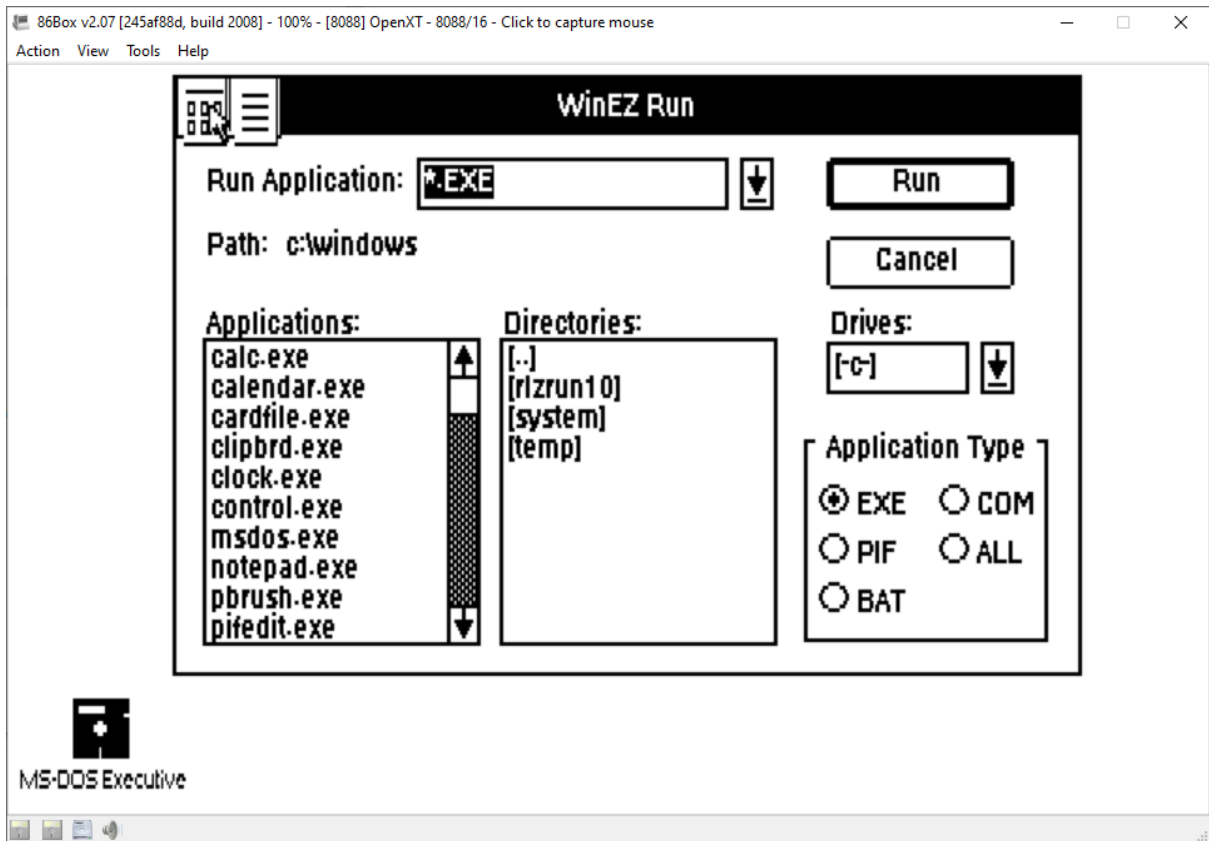 86Box v2.07 [245af88d, build 2008] - 100% - [8088] OpenXT - 8088/16 - Click to capture mouse
Action View Tools Help
WinEZ Run
Run Application: *.EXE
Run
Path: c:\windows
Cancel
Applications:
calc.exe
calendar.exe
cardfile.exe
clipbrd.exe
clock.exe
control.exe
msdos.exe
notepad.exe
pbrush.exe
pifedit.exe
Directories:
[..]
[rlzrun10]
[system]
[temp]
Drives:
[-c-]
Application Type
EXE COM
PIF ALL
BAT
MS-DOS Executive